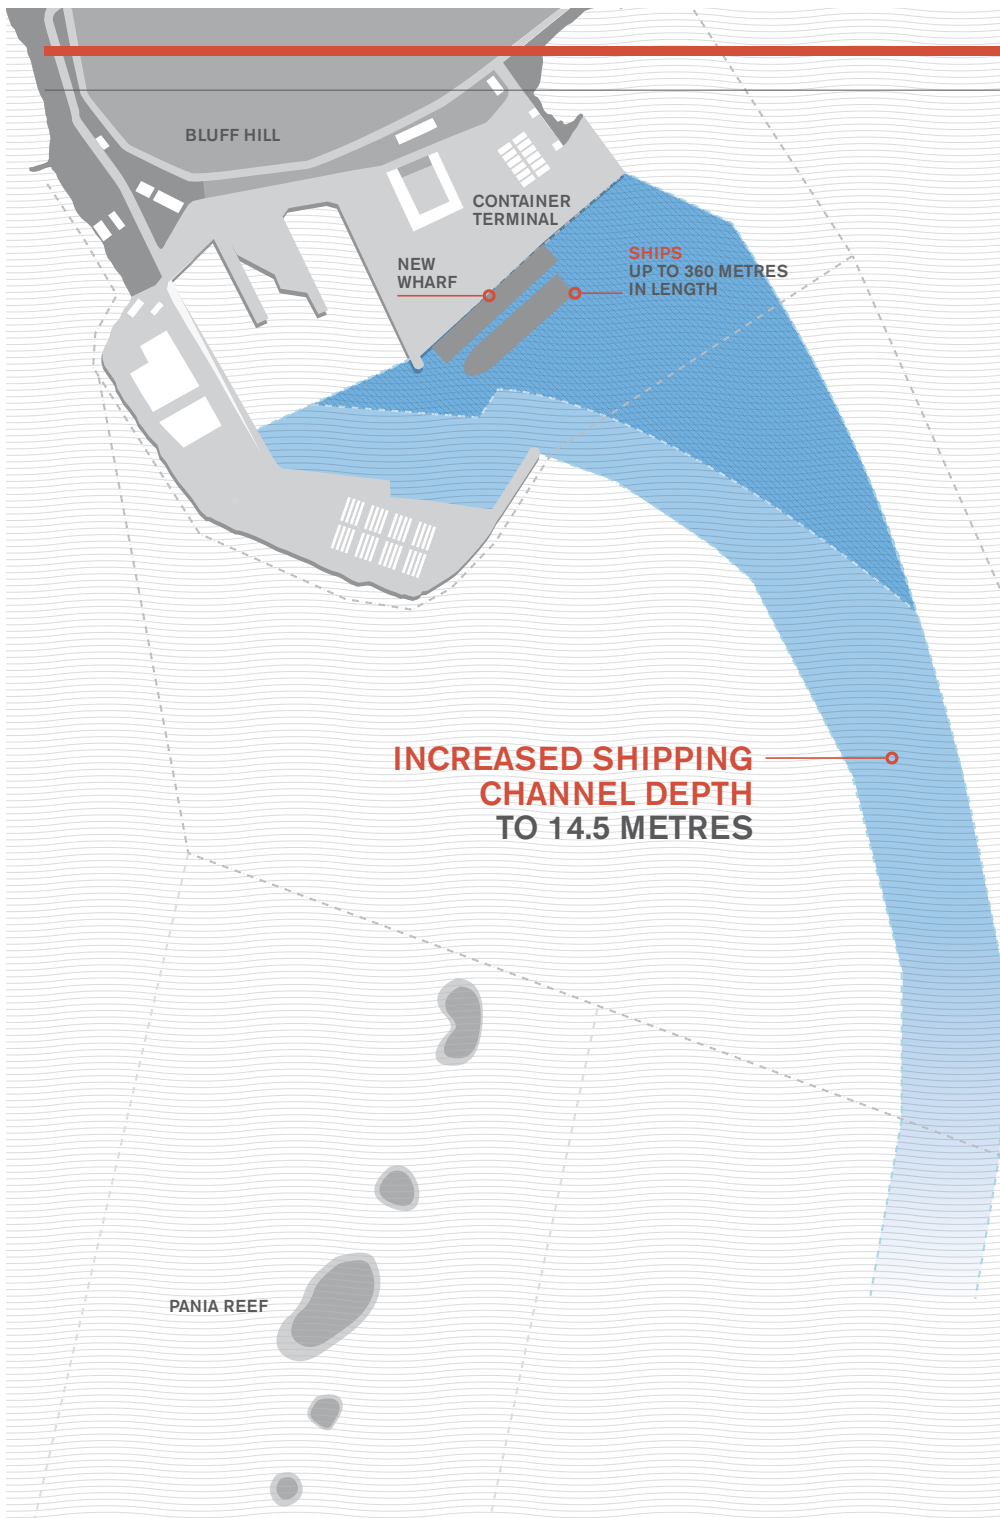 BLUFF HILL
CONTAINER
TERMINAL
NEW
WHARF
SHIPS
UP TO 360 METRES
IN LENGTH
INCREASED SHIPPING
CHANNEL DEPTH
TO 14.5 METRES
PANIA REEF